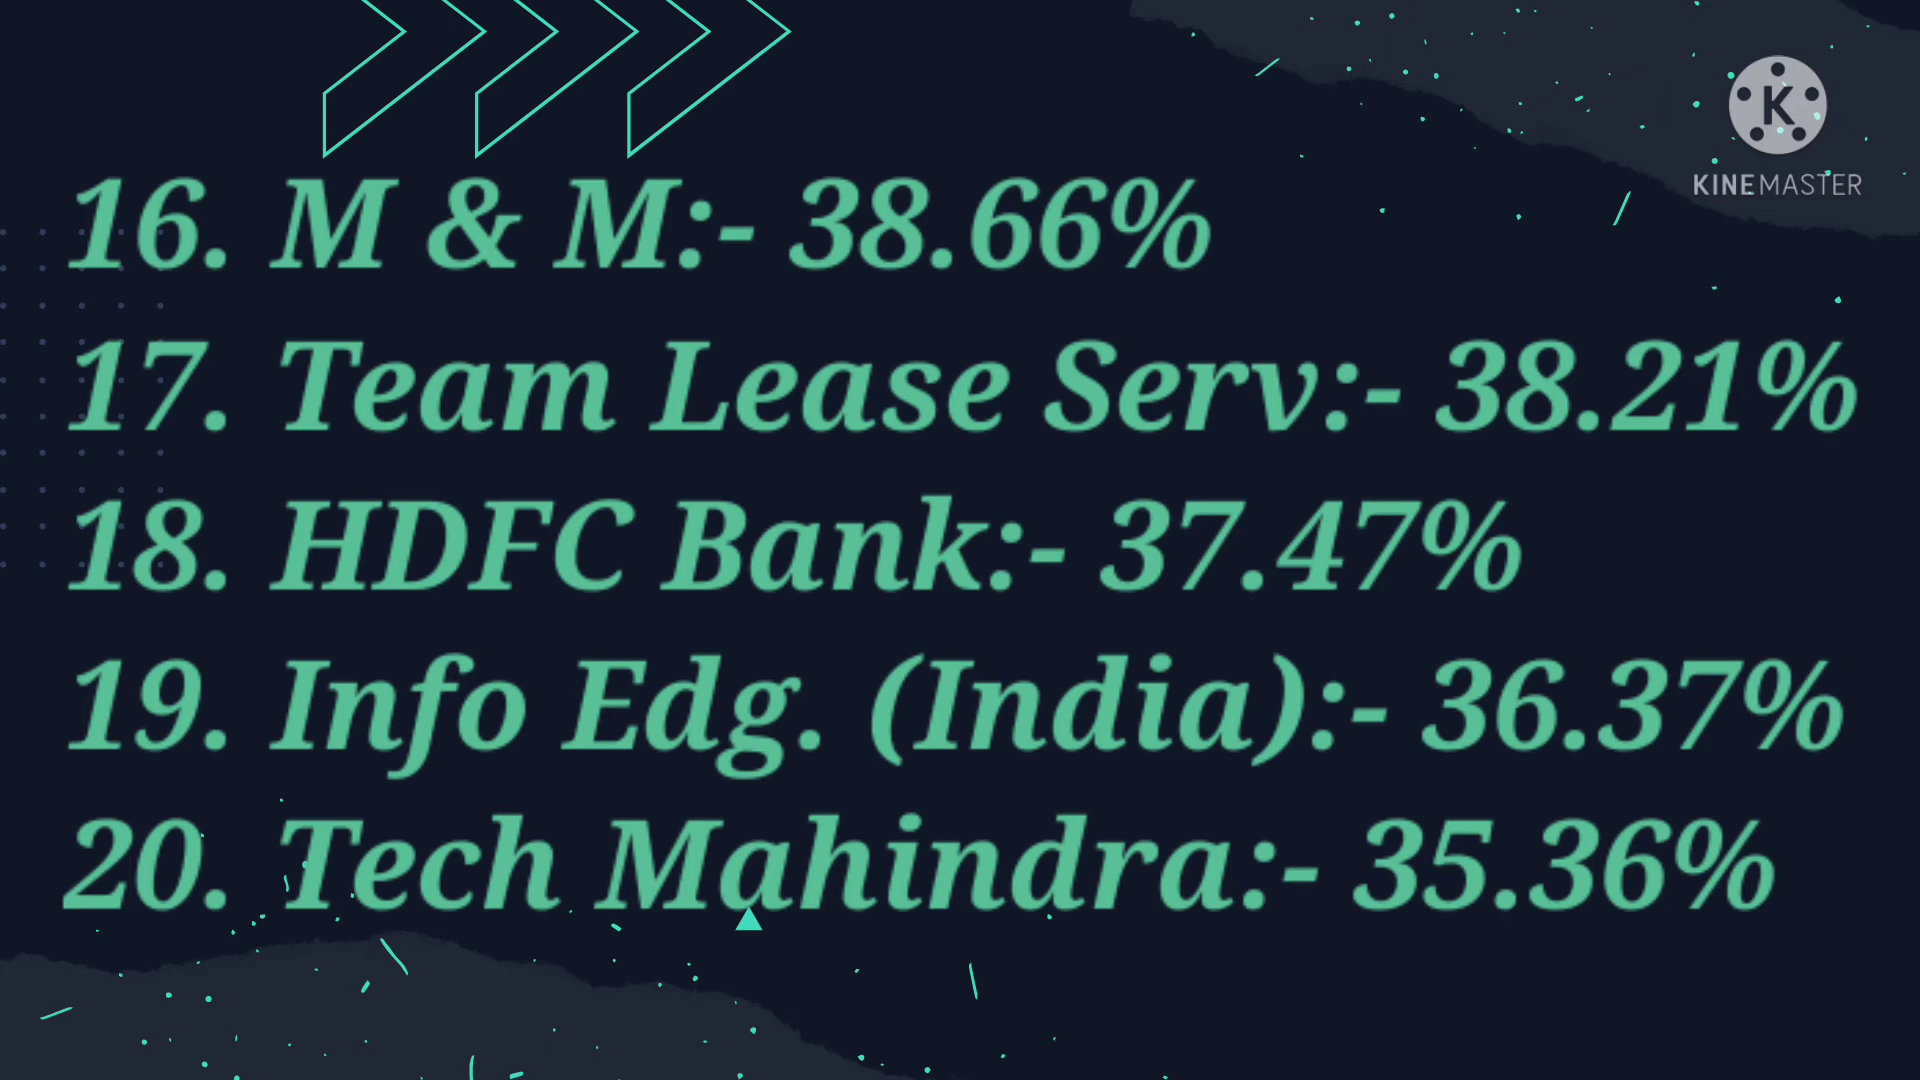 K
KINEMASTER
16. M & M:- 38.66%
17. Team Lease Serv:- 38.21%
18. HDFC Bank:- 37.47%
19. Info Edg. (India):- 36.37%
20. Tech Mahindra:- 35.36%